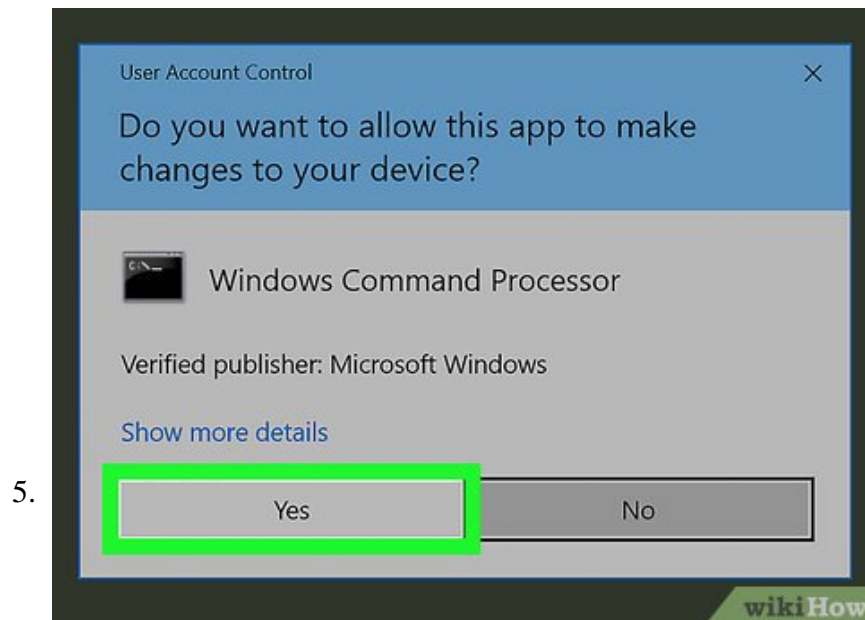 User Account Control
Do you want to allow this app to make
changes to your device?
C:\_
Windows Command Processor
Verified publisher: Microsoft Windows
Show more details
5.
Yes
No
wikiHow